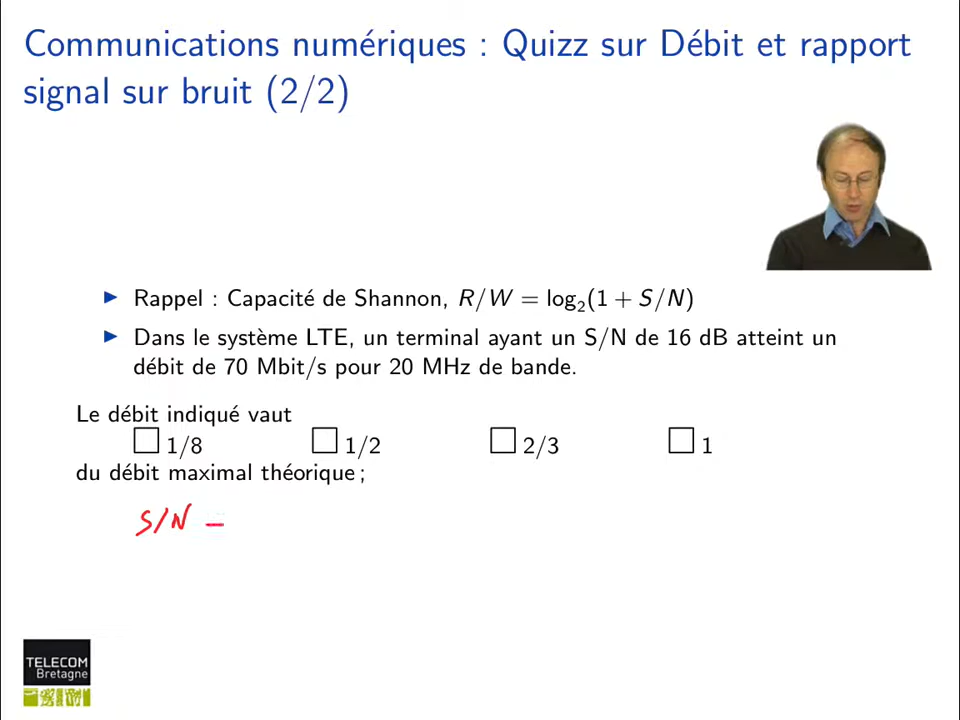 Communications numériques : Quizz sur Débit et rapport
signal sur bruit (2/2)
Rappel : Capacité de Shannon, R/W = log₂(1 + S/N)
Dans le système LTE, un terminal ayant un S/N de 16 dB atteint un
débit de 70 Mbit/s pour 20 MHz de bande.
Le débit indiqué vaut
1/8 1/2 2/3 1
du débit maximal théorique ;
S/N =
TELECOM
Bretagne